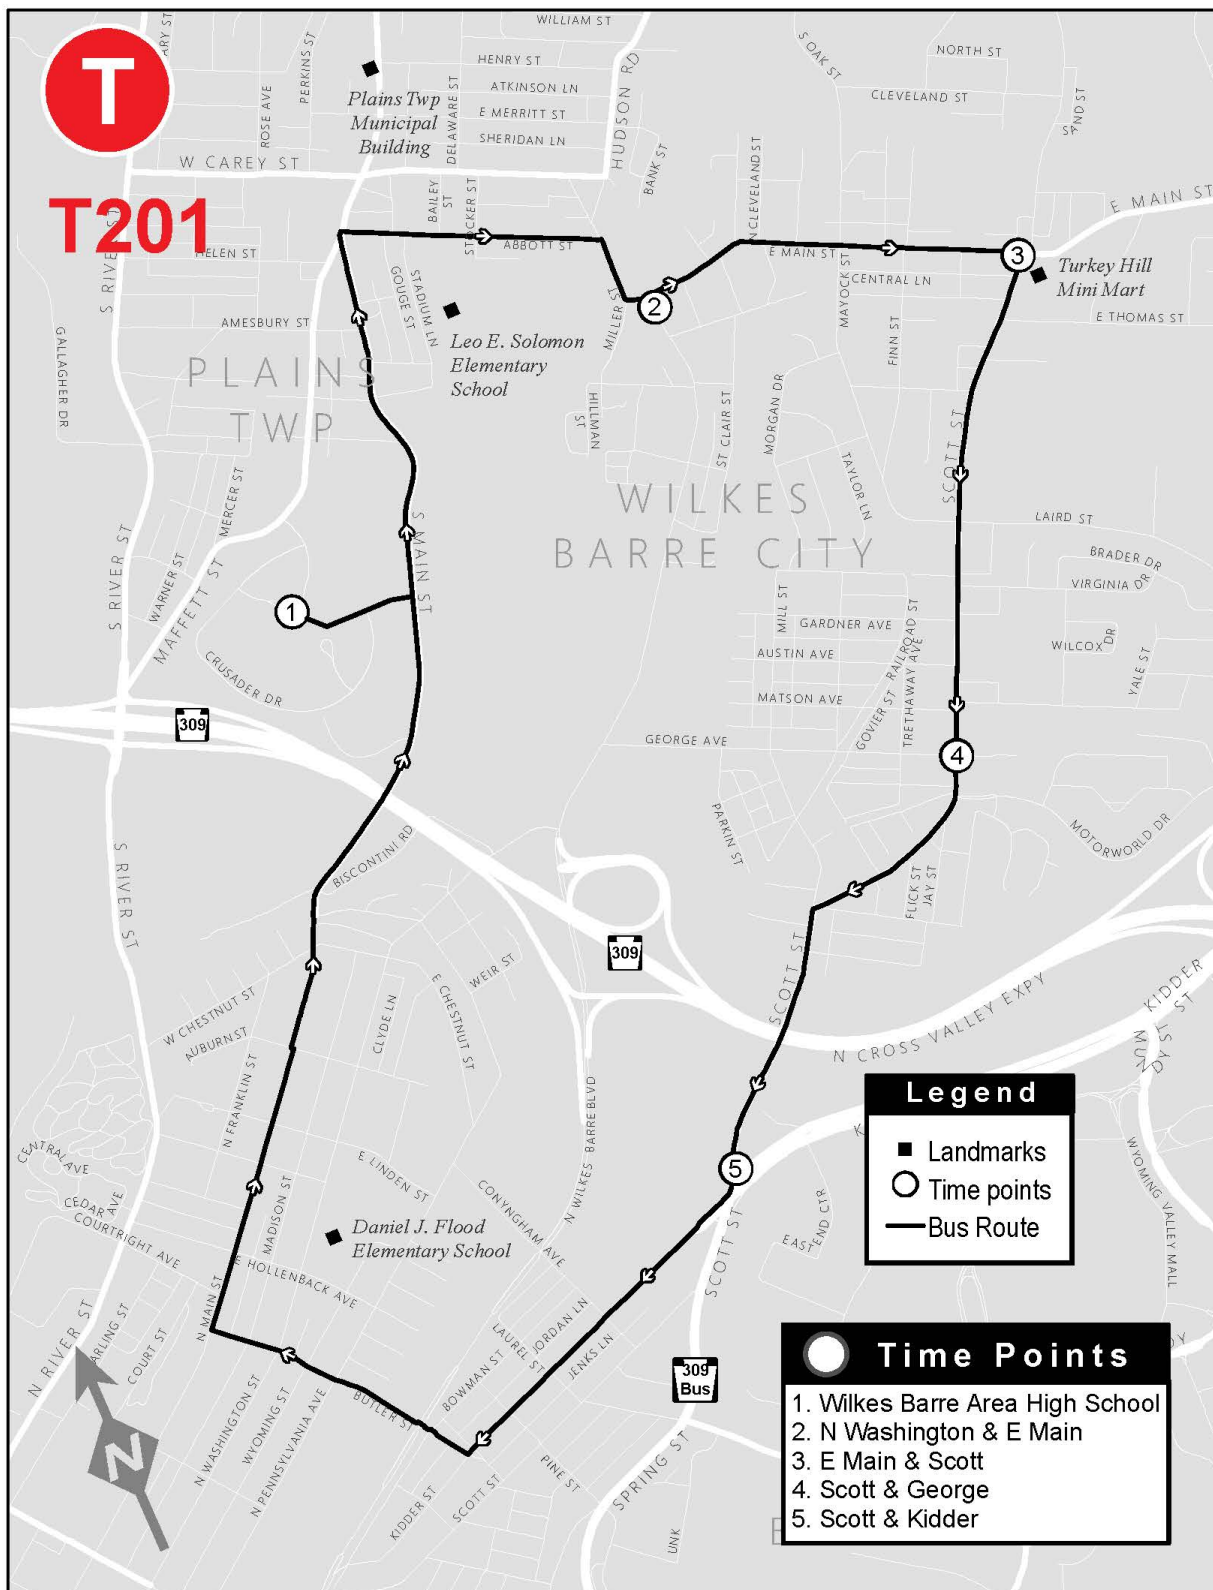 T
T201
WILLIAM ST
HENRY ST
ATKINSON LN
E MERRITT ST
SHERIDAN LN
PERKINS ST
ROSE AVE
DELAWARE ST
HUDSON RD
S OAK ST
NORTH ST
CLEVELAND ST
Plains Twp
Municipal
Building
W CAREY ST
BANK ST
BAILEY
ST
STOCKER ST
N CLEVELAND ST
E MAIN ST
S RIVER ST
HELEN ST
ABBOTT ST
E MAIN ST
3
Turkey Hill
Mini Mart
CENTRAL LN
MAYOCK ST
E THOMAS ST
STADIUM LN
GOUGE ST
2
MILLER ST
FINN ST
AMESBURY ST
GALLAGHER DR
Leo E. Solomon
Elementary
School
PLAINS
TWP
HILLMAN
ST
ST CLAIR ST
MORGAN DR
SCOTT ST
TAYLOR LN
WILKES
BARRE CITY
MERCER ST
WARNER ST
S RIVER ST
MAFFETT ST
S MAIN ST
LAIRD ST
BRADER DR
VIRGINIA DR
WILCOX DR
YALE ST
1
MILL ST
GARDNER AVE
AUSTIN AVE
MATSON AVE
RAILROAD ST
GOVIER ST
TRETHAWAY AVE
CRUSADER DR
309
GEORGE AVE
4
PARKIN ST
MOTORWORLD DR
BISCONTINI RD
S RIVER ST
FLICK ST
JAY ST
309
SCOTT ST
WEIR ST
E CHESTNUT ST
W CHESTNUT ST
AUBURN ST
CLYDE LN
N CROSS VALLEY EXPY
KIDDER ST
MUNDY ST
N FRANKLIN ST
N WILKES BARRE BLVD
Legend
Landmarks
Time points
Bus Route
CENTRAL AVE
CEDAR AVE
COURTRIGHT AVE
MADISON ST
E LINDEN ST
CONYNGHAM AVE
5
SCOTT ST
EAST END CTR
WYOMING VALLEY MALL
Daniel J. Flood
Elementary School
E HOLLENBACK AVE
N MAIN ST
N RIVER ST
COURT ST
JORDAN LN
LAUREL ST
JENKS LN
BOWMAN ST
BUTLER ST
309
Bus
N WASHINGTON ST
WYOMING ST
N PENNSYLVANIA AVE
KIDDER ST
SCOTT ST
PINE ST
SPRING ST
UNK
N
Time Points
1. Wilkes Barre Area High School
2. N Washington & E Main
3. E Main & Scott
4. Scott & George
5. Scott & Kidder